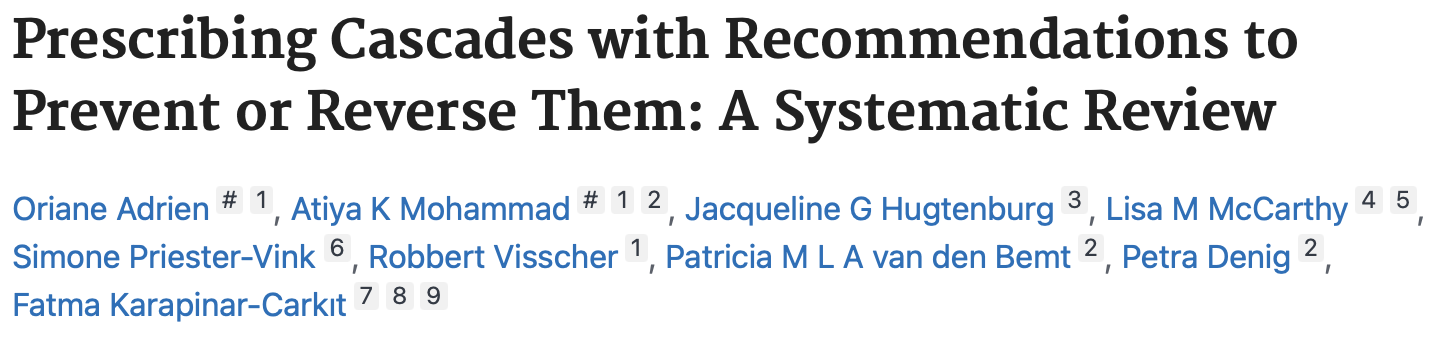 Prescribing Cascades with Recommendations to
Prevent or Reverse Them: A Systematic Review
Oriane Adrien # 1, Atiya K Mohammad # 1 2, Jacqueline G Hugtenburg 3, Lisa M McCarthy 4 5,
Simone Priester-Vink 6, Robbert Visscher 1, Patricia M L A van den Bemt 2, Petra Denig 2,
Fatma Karapinar-Carkıt 7 8 9